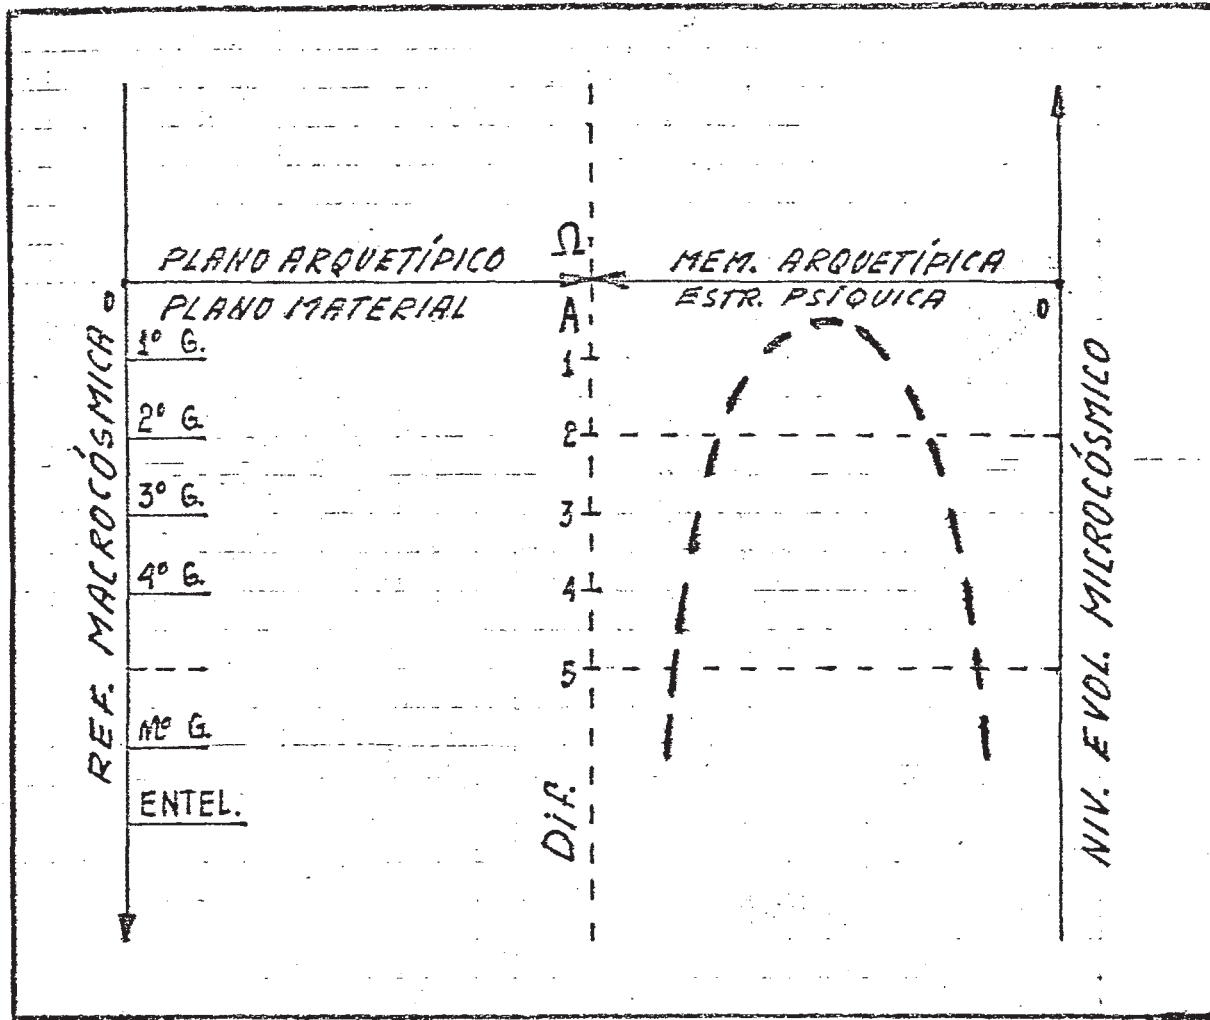 Ω
PLANO ARQUETÍPICO
MEM. ARQUETÍPICA
0
PLANO MATERIAL
A
ESTR. PSÍQUICA
0
REF. MACROCÓSMICA
1º G.
2º G.
3º G.
4º G.
Mº G.
ENTEL.
1
2
3
4
5
Dif.
NIV. EVOL. MICROCÓSMICO